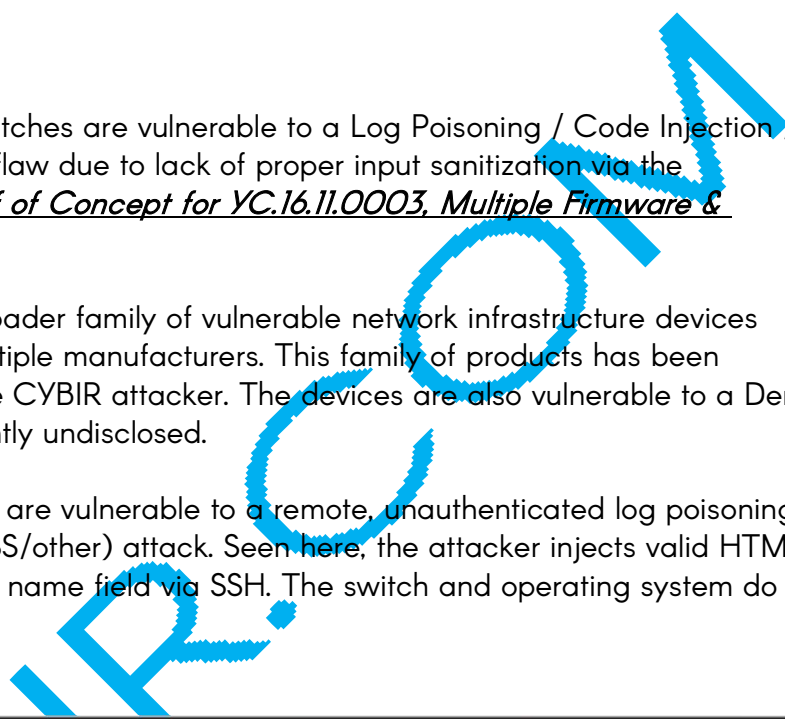 tches are vulnerable to a Log Poisoning / Code Injection
flaw due to lack of proper input sanitization via the
f of Concept for YC.16.11.0003, Multiple Firmware &
oader family of vulnerable network infrastructure devices
tiple manufacturers. This family of products has been
e CYBIR attacker. The devices are also vulnerable to a De
ntly undisclosed.
are vulnerable to a remote, unauthenticated log poisoning
SS/other) attack. Seen here, the attacker injects valid HTM
name field via SSH. The switch and operating system do
IR.COM